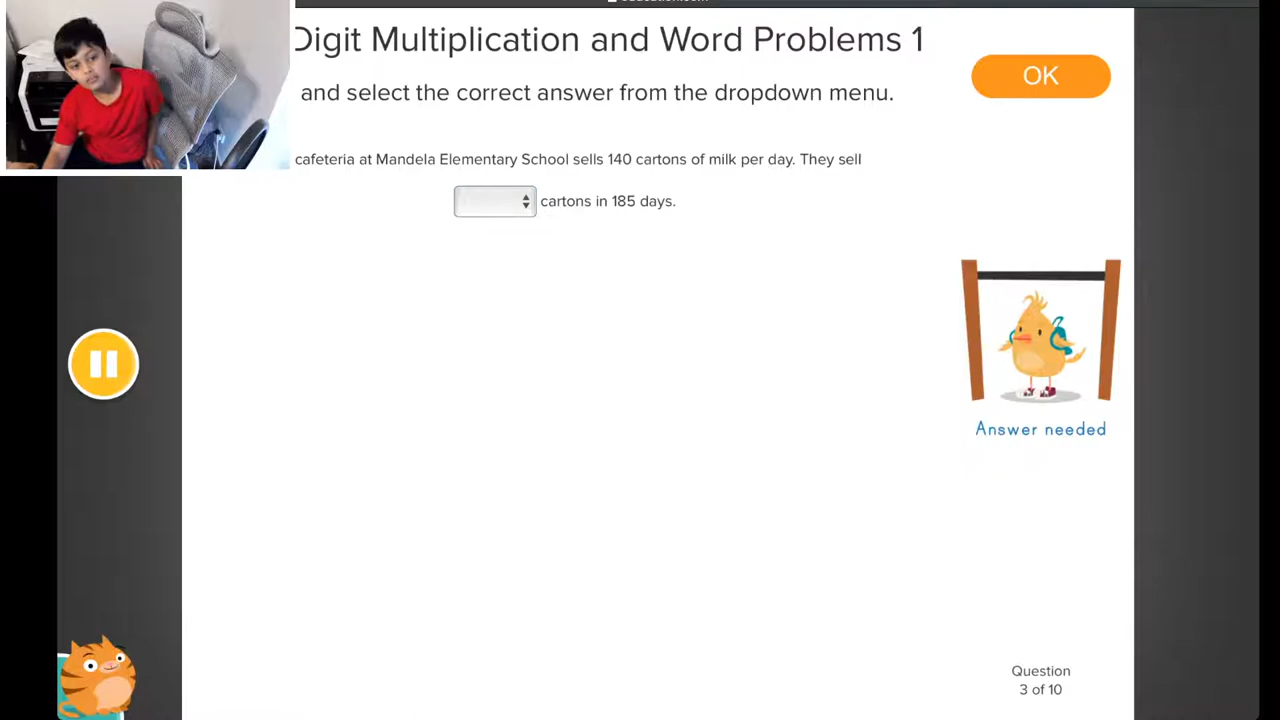 Digit Multiplication and Word Problems 1
OK
and select the correct answer from the dropdown menu.
cafeteria at Mandela Elementary School sells 140 cartons of milk per day. They sell
cartons in 185 days.
Answer needed
Question
3 of 10